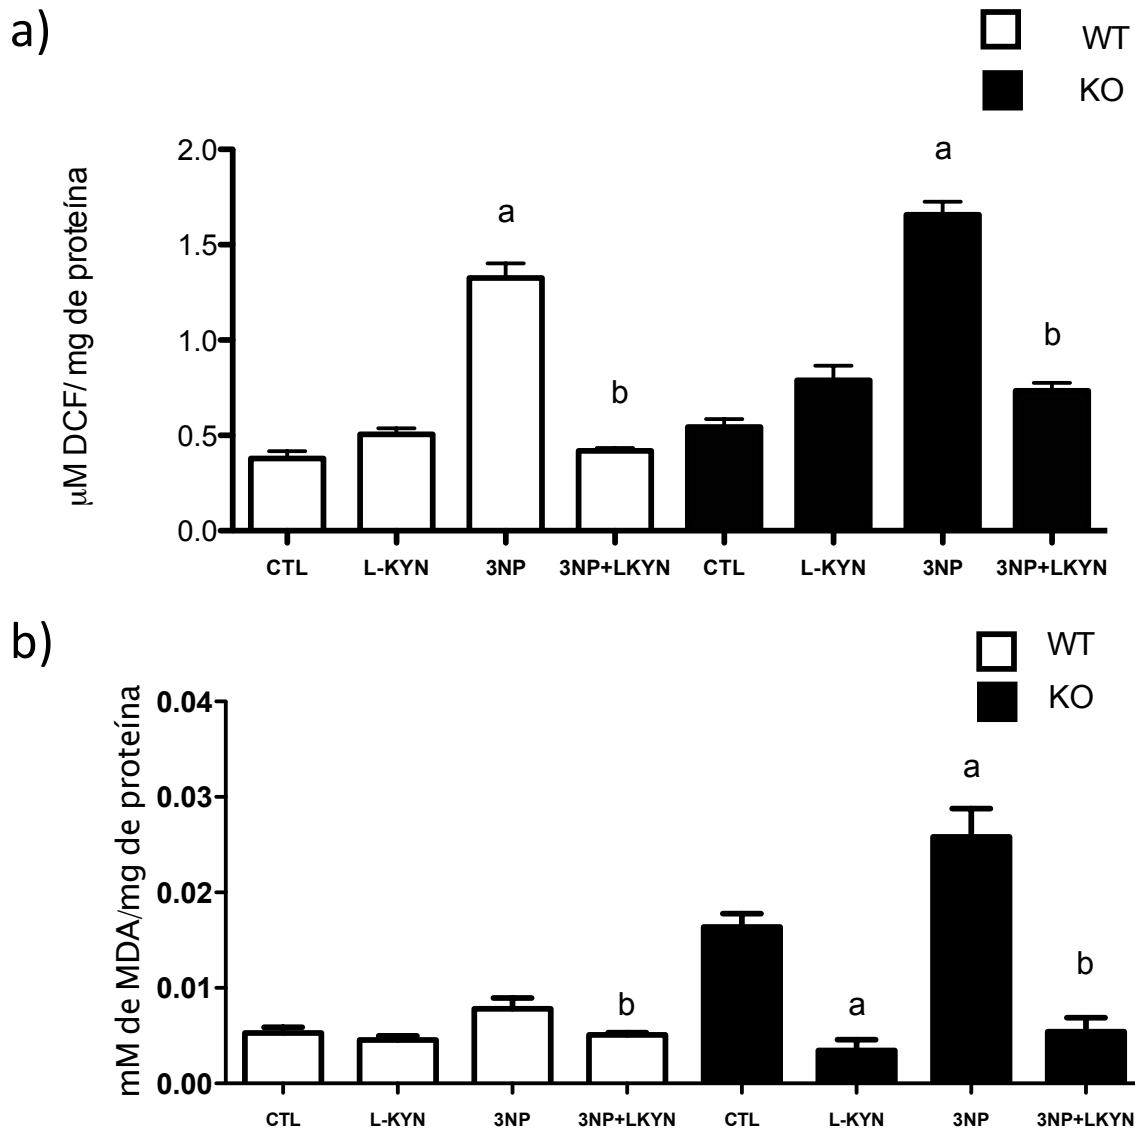 a)
WT
KO
μM DCF/ mg de proteína
2.0
1.5
1.0
0.5
0.0
a
b
a
b
CTL L-KYN 3NP 3NP+LKYN CTL L-KYN 3NP 3NP+LKYN
b)
WT
KO
mM de MDA/mg de proteína
0.04
0.03
0.02
0.01
0.00
b
a
a
b
CTL L-KYN 3NP 3NP+LKYN CTL L-KYN 3NP 3NP+LKYN